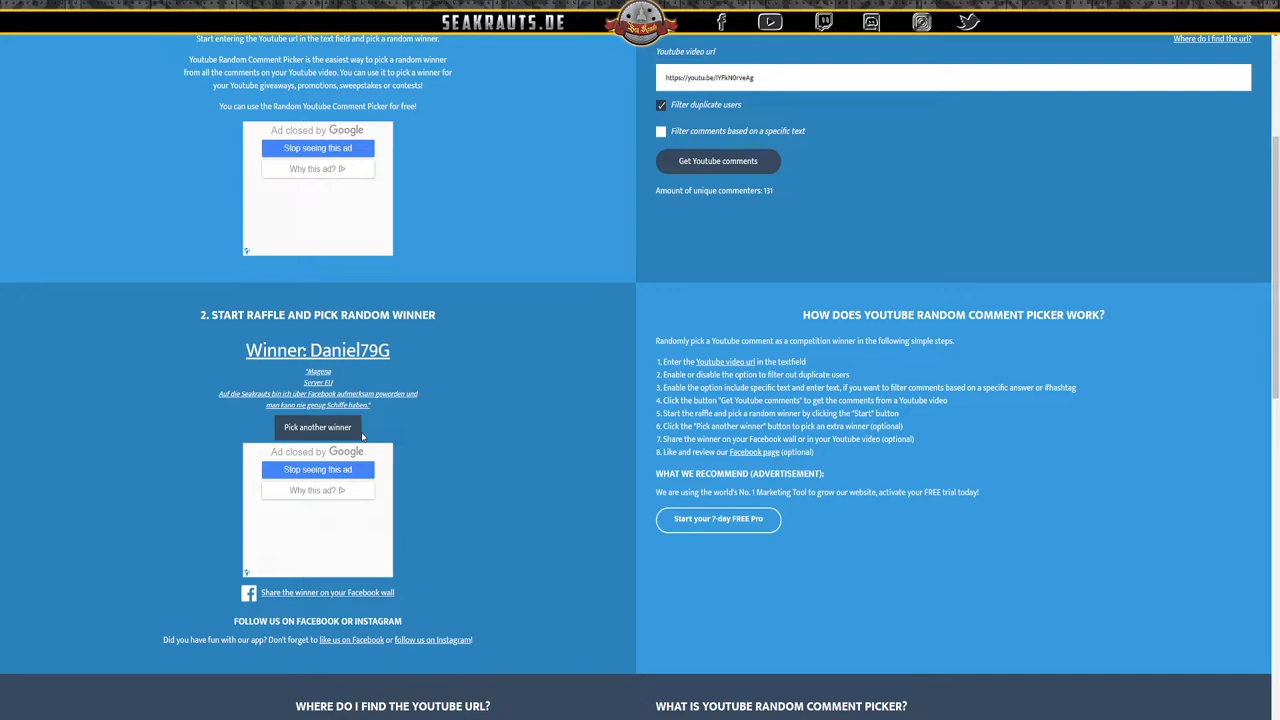 SEAKRAUTS.DE
Start entering the Youtube url in the text field and pick a random winner.
Youtube Random Comment Picker is the easiest way to pick a random winner
from all the comments on your Youtube video. You can use it to pick a winner for
your Youtube giveaways, promotions, sweepstakes or contests!
You can use the Random Youtube Comment Picker for free!
Ad closed by Google
Stop seeing this ad
Why this ad?
Where do I find the url?
Youtube video url
Filter duplicate users
Filter comments based on a specific text
Get Youtube comments
Amount of unique commenters: 131
2. START RAFFLE AND PICK RANDOM WINNER
Winner: Daniel79G
"Magena
Server EU
Auf die Seakrauts bin ich über Facebook aufmerksam geworden und
man kann nie genug Schiffe haben."
Pick another winner
Ad closed by Google
Stop seeing this ad
Why this ad?
Share the winner on your Facebook wall
FOLLOW US ON FACEBOOK OR INSTAGRAM
Did you have fun with our app? Don't forget to like us on Facebook or follow us on Instagram!
HOW DOES YOUTUBE RANDOM COMMENT PICKER WORK?
Randomly pick a Youtube comment as a competition winner in the following simple steps.
1. Enter the Youtube video url in the textfield
2. Enable or disable the option to filter out duplicate users
3. Enable the option include specific text and enter text, if you want to filter comments based on a specific answer or #hashtag
4. Click the button "Get Youtube comments" to get the comments from a Youtube video
5. Start the raffle and pick a random winner by clicking the "Start" button
6. Click the "Pick another winner" button to pick an extra winner (optional)
7. Share the winner on your Facebook wall or in your Youtube video (optional)
8. Like and review our Facebook page (optional)
WHAT WE RECOMMEND (ADVERTISEMENT):
We are using the world's No. 1 Marketing Tool to grow our website, activate your FREE trial today!
Start your 7-day FREE Pro
WHERE DO I FIND THE YOUTUBE URL?
WHAT IS YOUTUBE RANDOM COMMENT PICKER?